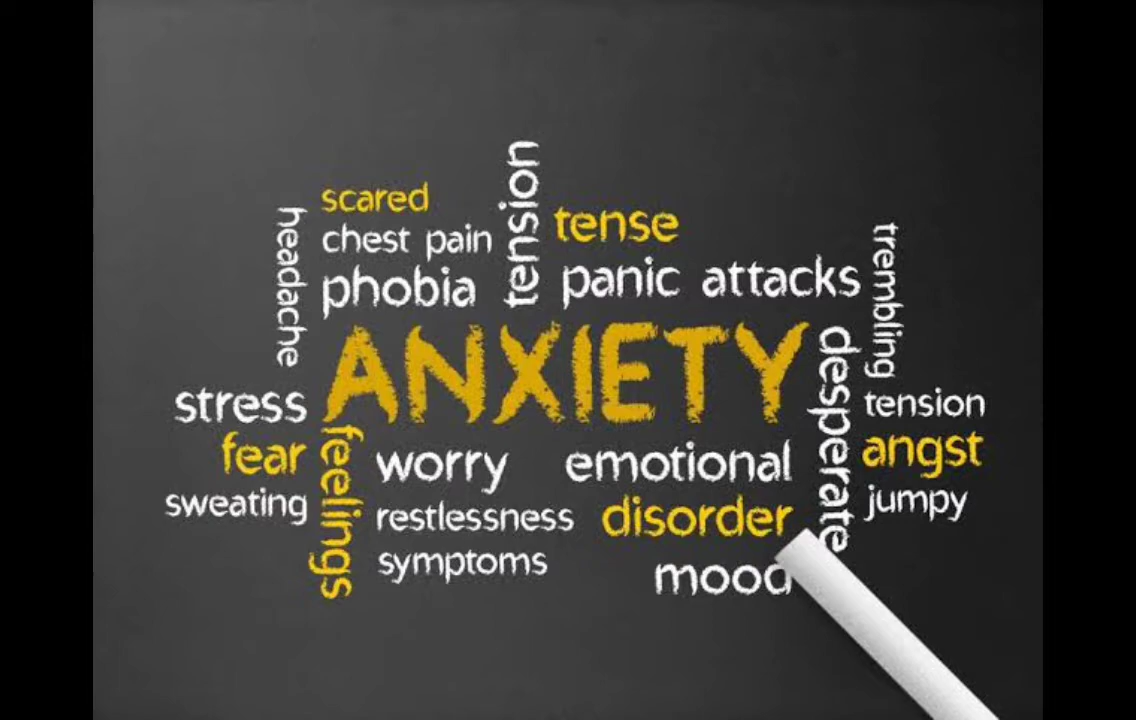 scared
tension
tense
headache
chest pain
trembling
phobia
panic attacks
ANXIETY
desperate
stress
tension
fear
feelings
worry
emotional
angst
sweating
restlessness
disorder
jumpy
symptoms
mood